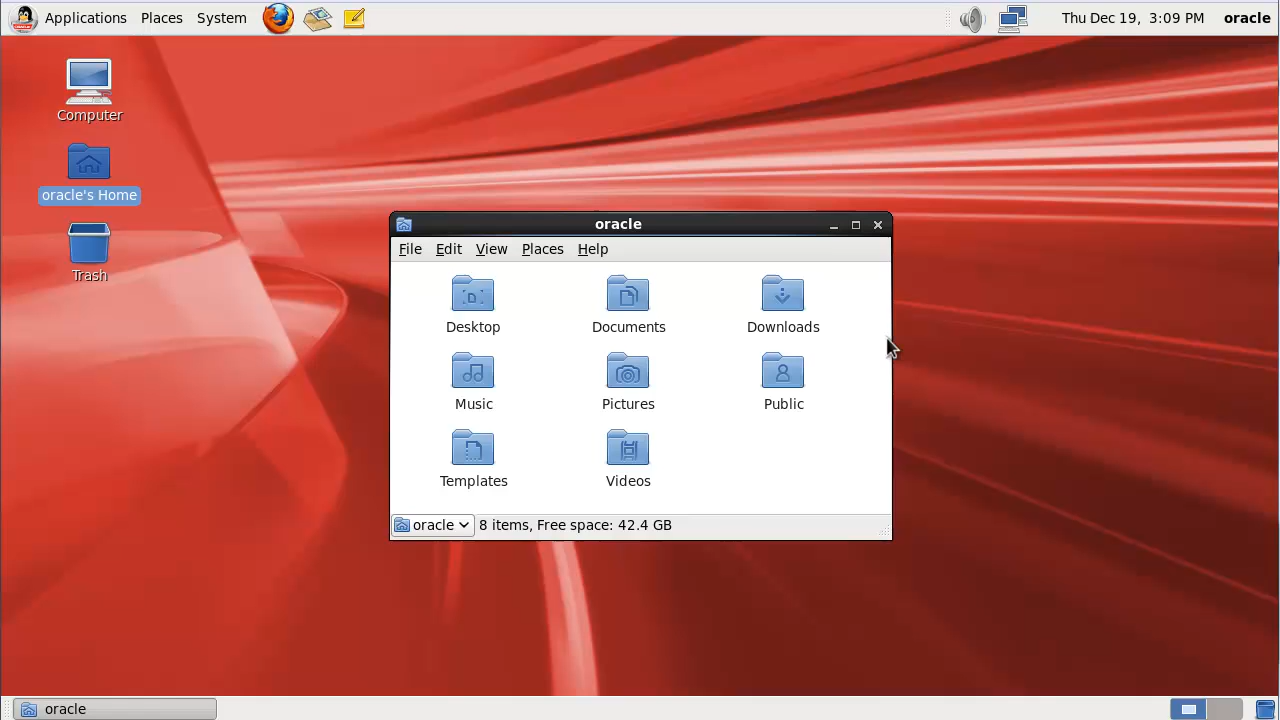 Applications Places System Thu Dec 19, 3:09 PM oracle
Computer
oracle's Home
Trash
oracle
File Edit View Places Help
Desktop Documents Downloads
Music Pictures Public
Templates Videos
oracle 8 items, Free space: 42.4 GB
oracle